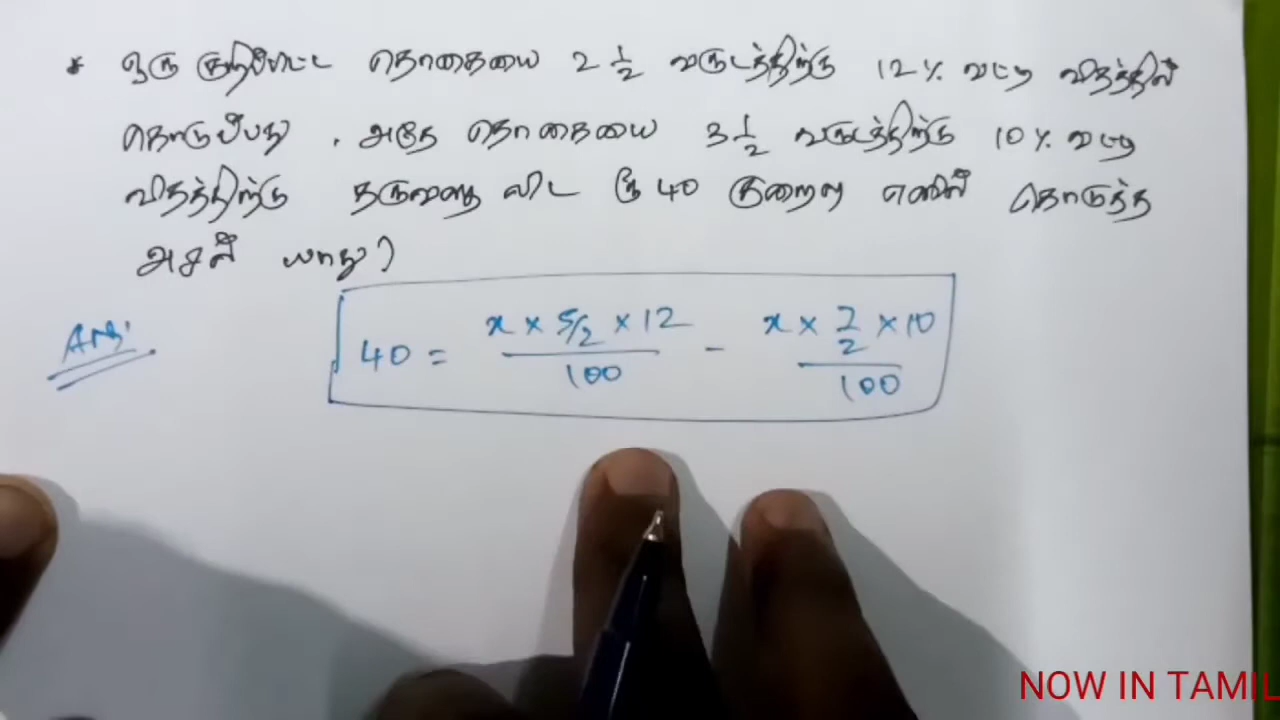 * ஒரு குறிப்பிட்ட தொகையை 2 1/2 வருடத்திற்கு 12% வட்டி விதத்தில்
கொடுப்பது, அதே தொகையை 3 1/2 வருடத்திற்கு 10% வட்டி
விதத்திற்கு தருவதை விட ரூ 40 குறைவு எனில் கொடுத்த
அசல் யாது?
Ans:
40 = x × 5/2 × 12 / 100 - x × 7/2 × 10 / 100
NOW IN TAMIL